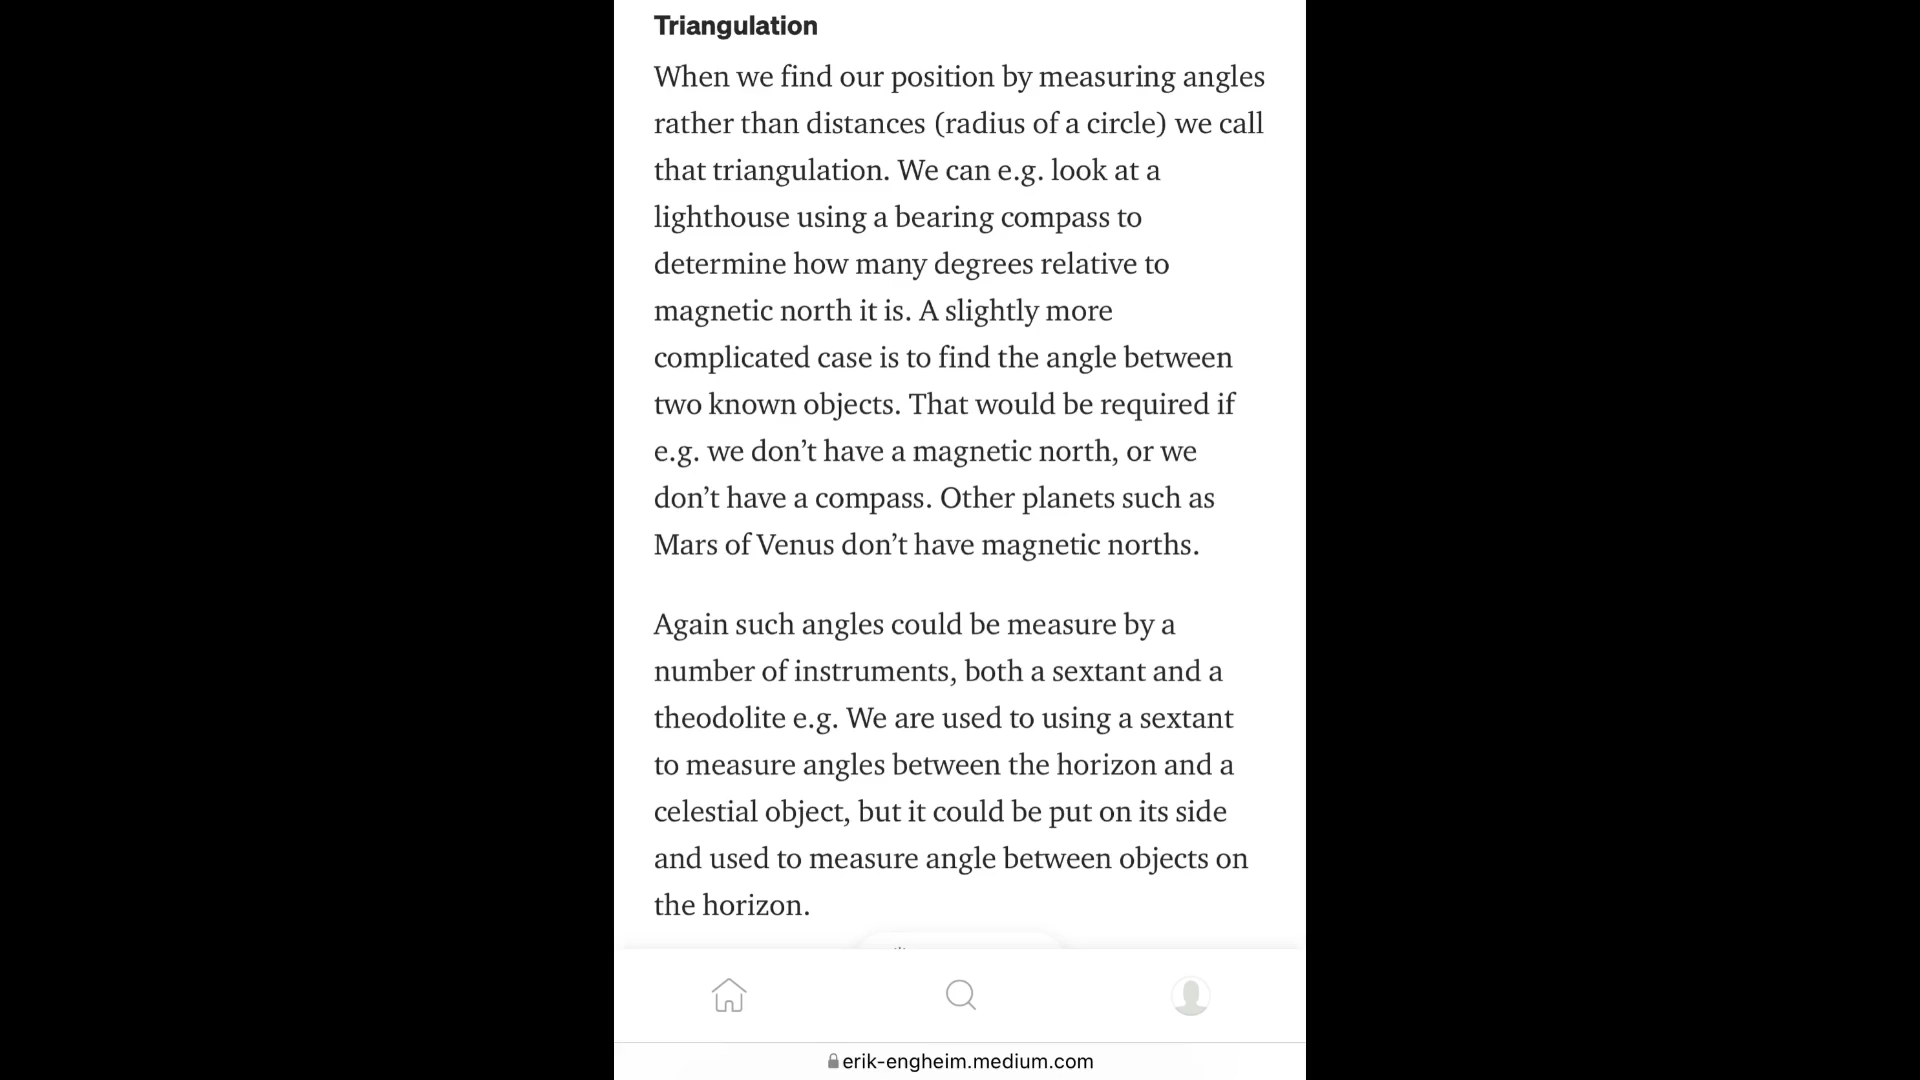 Triangulation
When we find our position by measuring angles
rather than distances (radius of a circle) we call
that triangulation. We can e.g. look at a
lighthouse using a bearing compass to
determine how many degrees relative to
magnetic north it is. A slightly more
complicated case is to find the angle between
two known objects. That would be required if
e.g. we don’t have a magnetic north, or we
don’t have a compass. Other planets such as
Mars of Venus don’t have magnetic norths.
Again such angles could be measure by a
number of instruments, both a sextant and a
theodolite e.g. We are used to using a sextant
to measure angles between the horizon and a
celestial object, but it could be put on its side
and used to measure angle between objects on
the horizon.
erik-engheim.medium.com